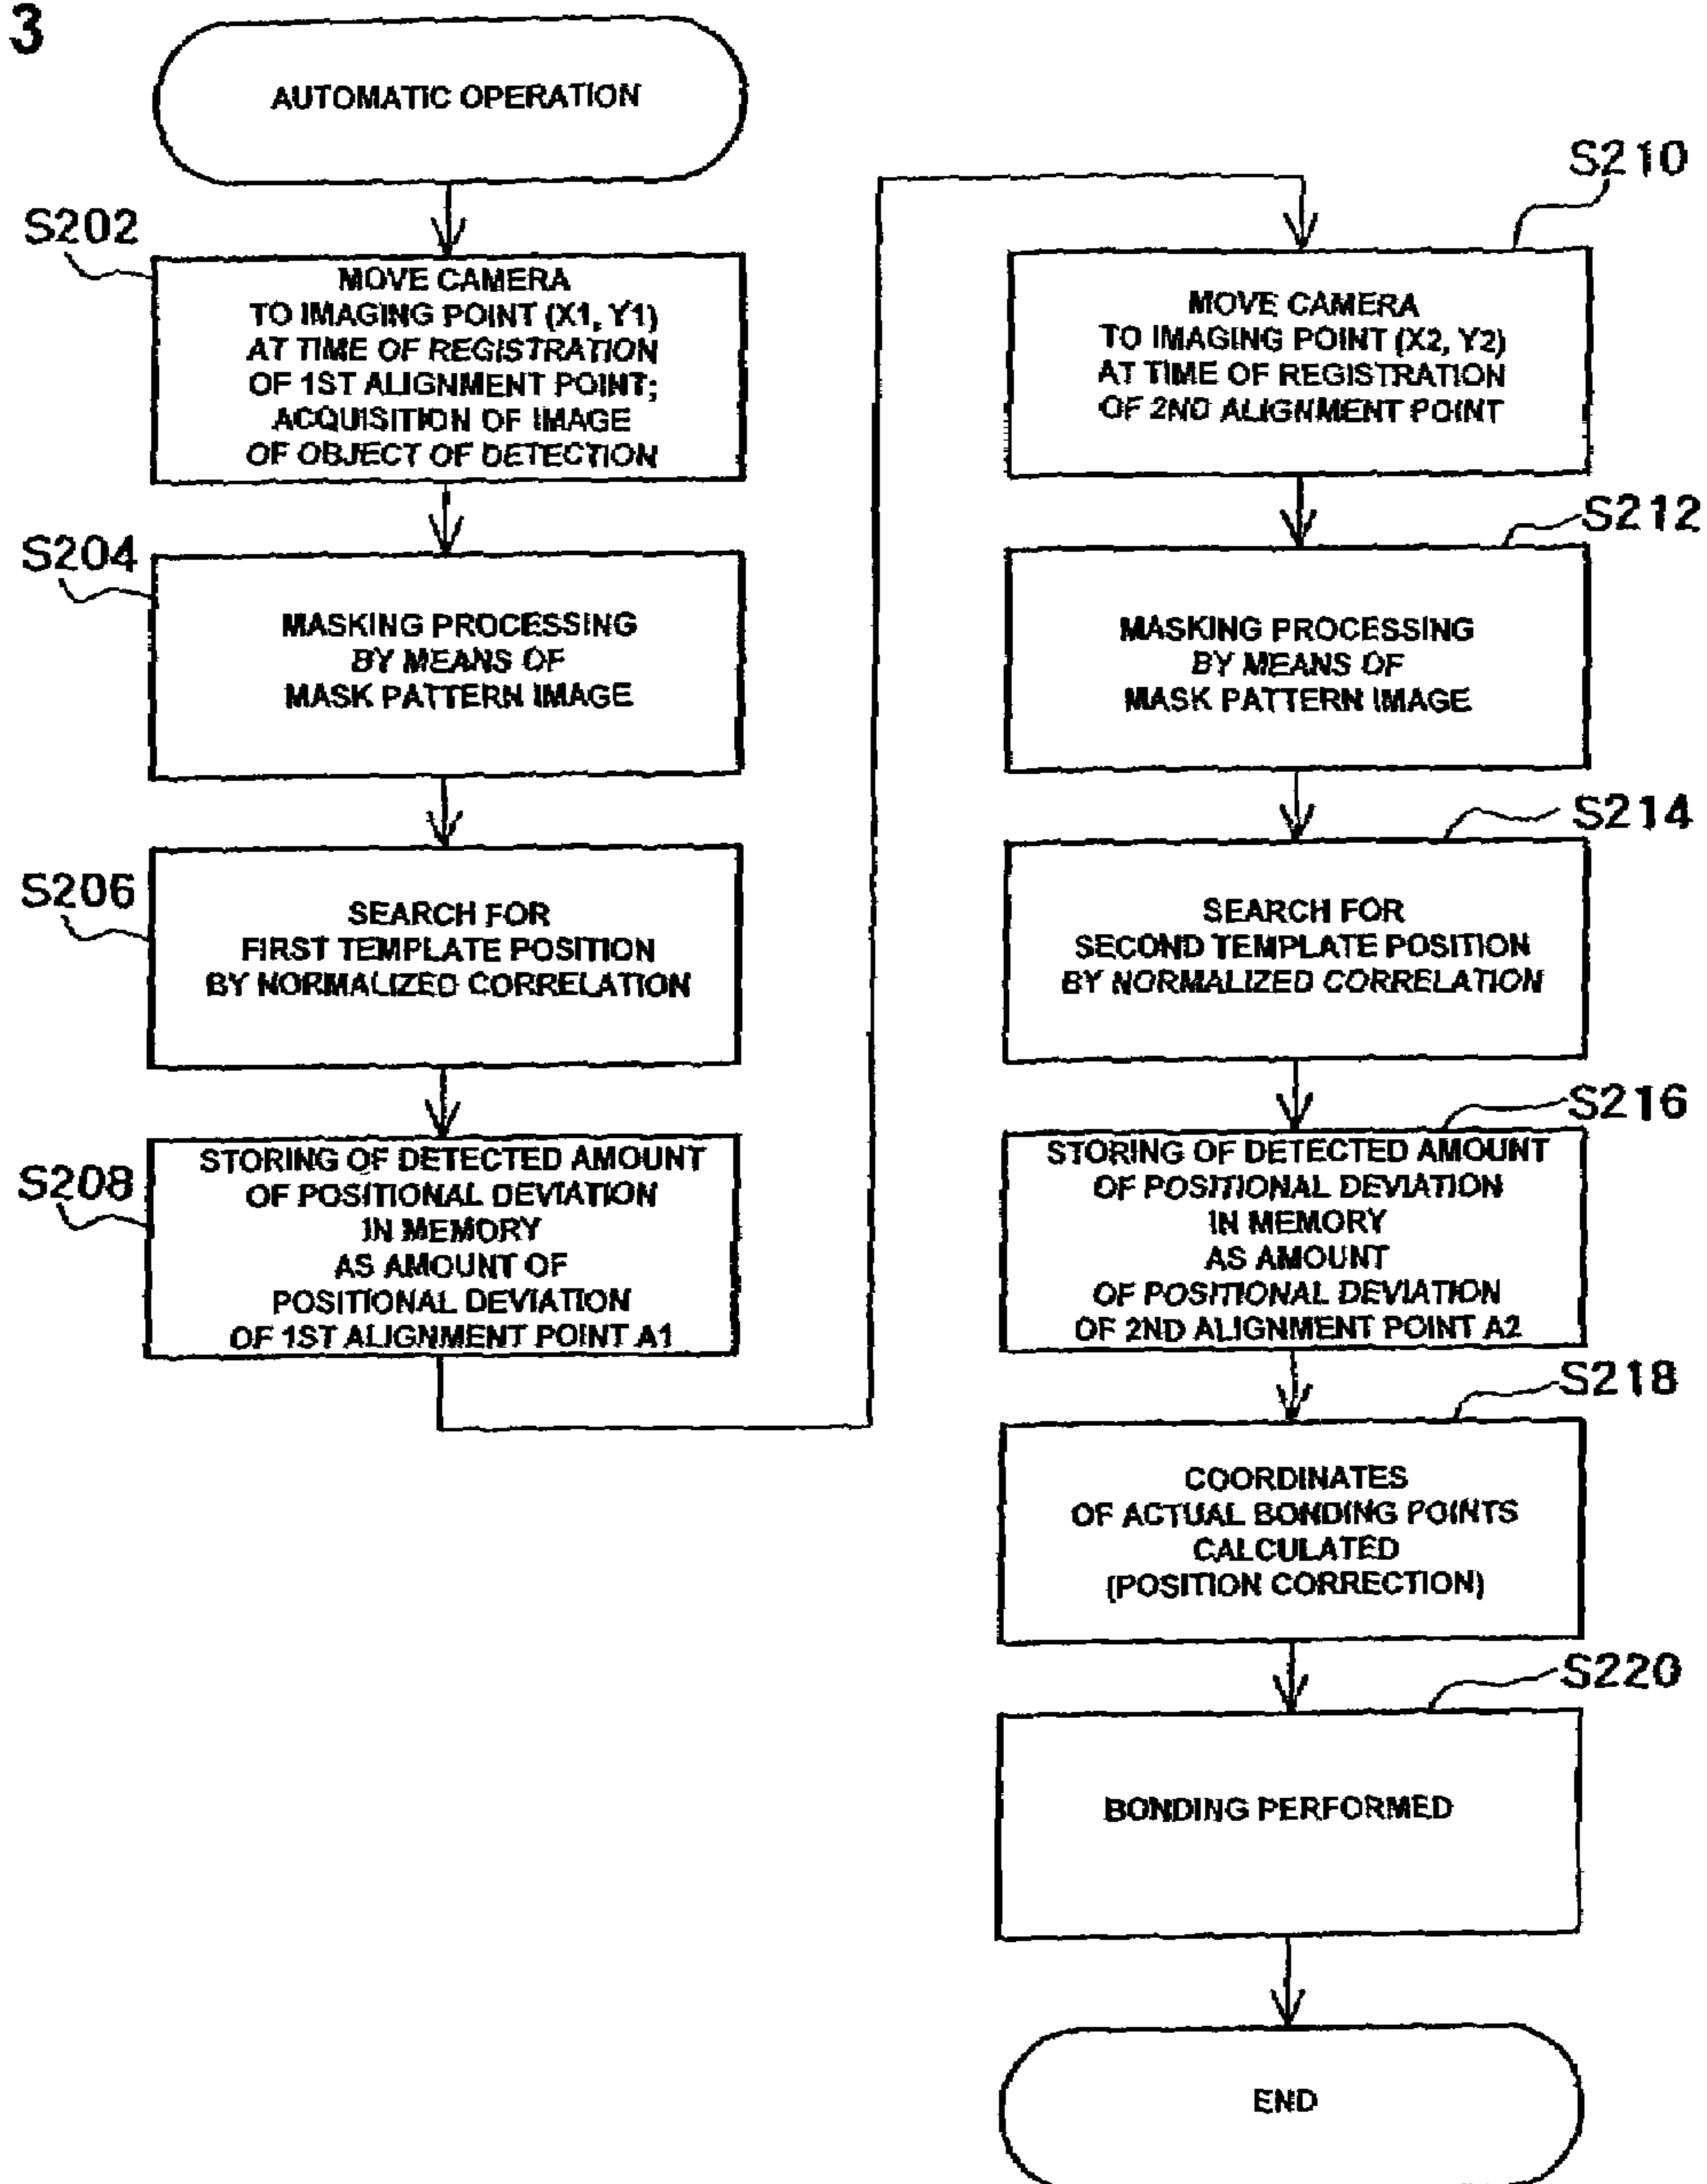 3
AUTOMATIC OPERATION
S202
MOVE CAMERA
TO IMAGING POINT (X1, Y1)
AT TIME OF REGISTRATION
OF 1ST ALIGNMENT POINT;
ACQUISITION OF IMAGE
OF OBJECT OF DETECTION
S204
MASKING PROCESSING
BY MEANS OF
MASK PATTERN IMAGE
S206
SEARCH FOR
FIRST TEMPLATE POSITION
BY NORMALIZED CORRELATION
S208
STORING OF DETECTED AMOUNT
OF POSITIONAL DEVIATION
IN MEMORY
AS AMOUNT OF
POSITIONAL DEVIATION
OF 1ST ALIGNMENT POINT A1
S210
MOVE CAMERA
TO IMAGING POINT (X2, Y2)
AT TIME OF REGISTRATION
OF 2ND ALIGNMENT POINT
S212
MASKING PROCESSING
BY MEANS OF
MASK PATTERN IMAGE
S214
SEARCH FOR
SECOND TEMPLATE POSITION
BY NORMALIZED CORRELATION
S216
STORING OF DETECTED AMOUNT
OF POSITIONAL DEVIATION
IN MEMORY
AS AMOUNT
OF POSITIONAL DEVIATION
OF 2ND ALIGNMENT POINT A2
S218
COORDINATES
OF ACTUAL BONDING POINTS
CALCULATED
(POSITION CORRECTION)
S220
BONDING PERFORMED
END